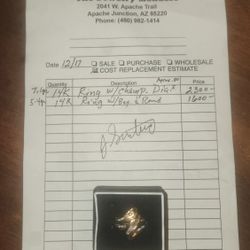 2041 W. Apache Trail
Apache Junction, AZ 85220
Phone: (480) 982-1414
Date 12/17 SALE PURCHASE WHOLESALE
COST REPLACEMENT ESTIMATE
Quantity Price
14K Ring w/ Champ. Dia 2300-
14K Ring w/ Bag. & Round 1600-